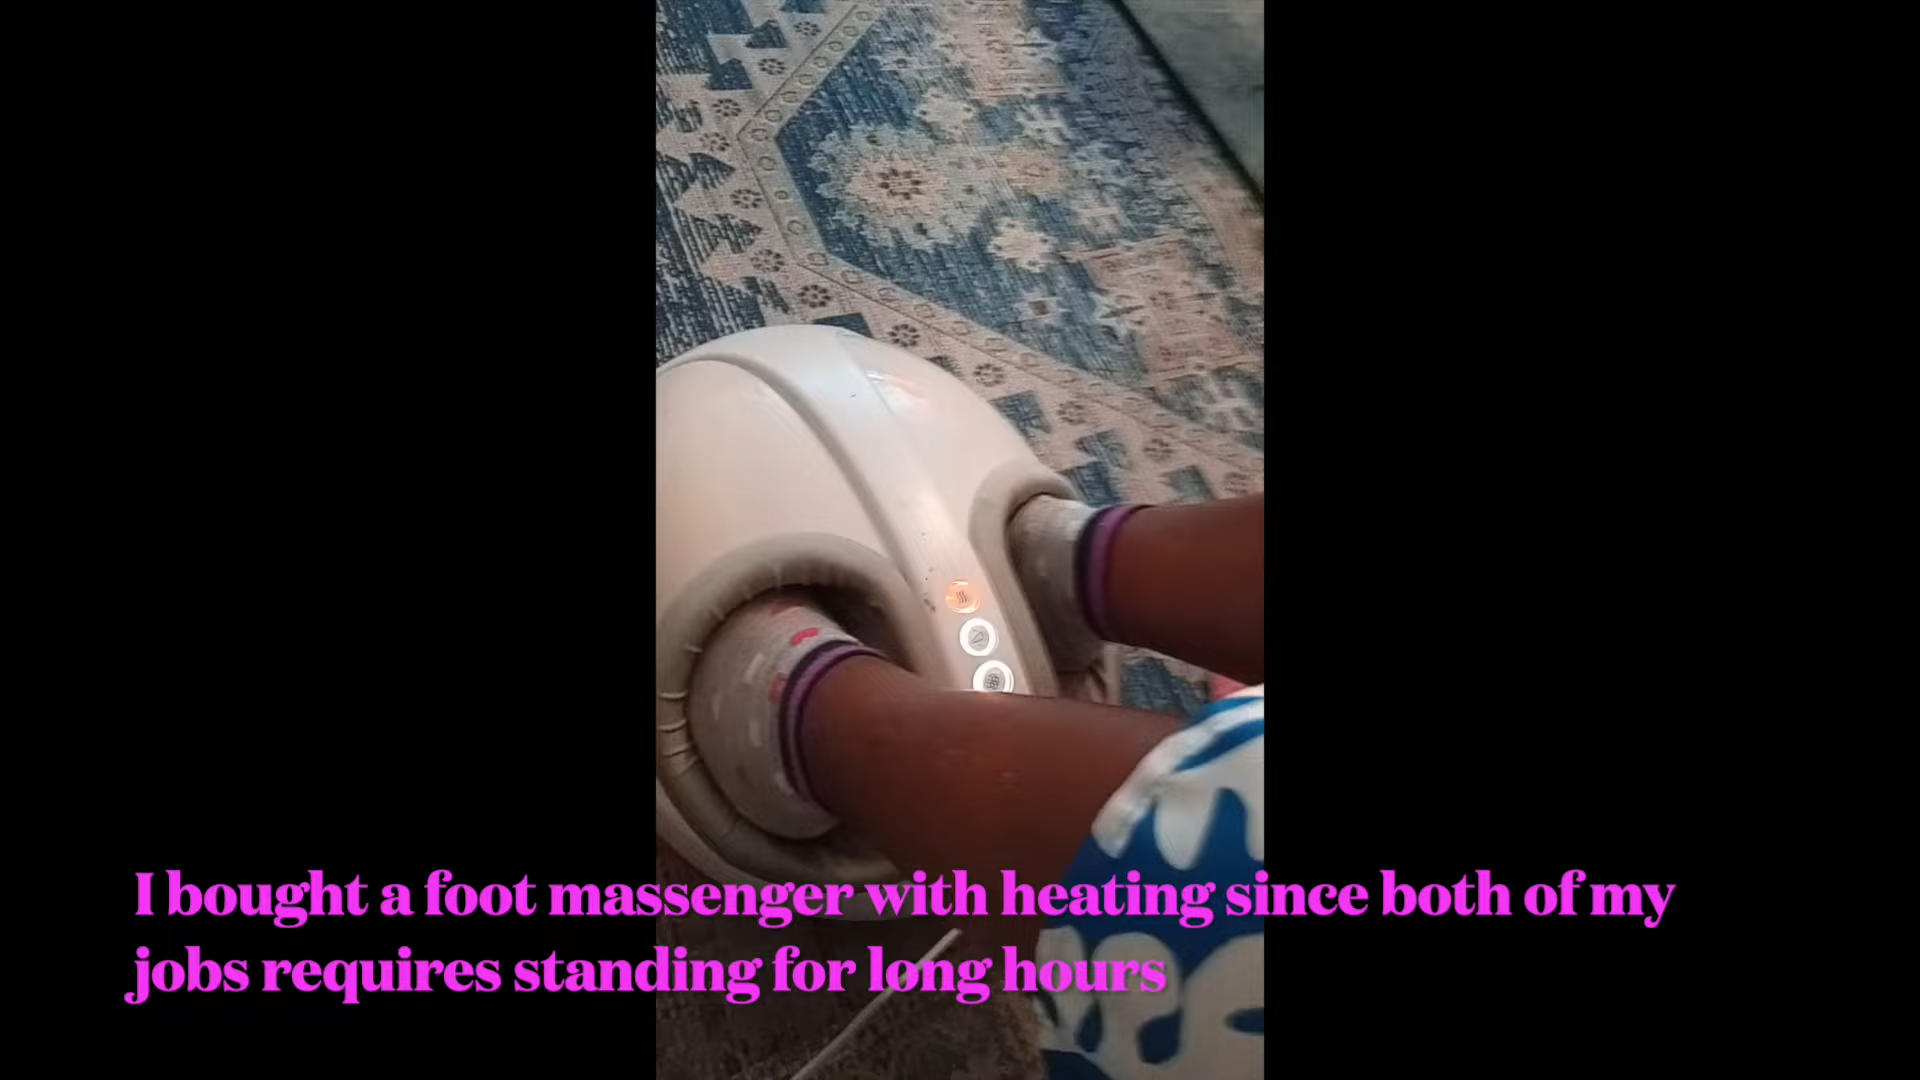 I bought a foot massenger with heating since both of my
jobs requires standing for long hours